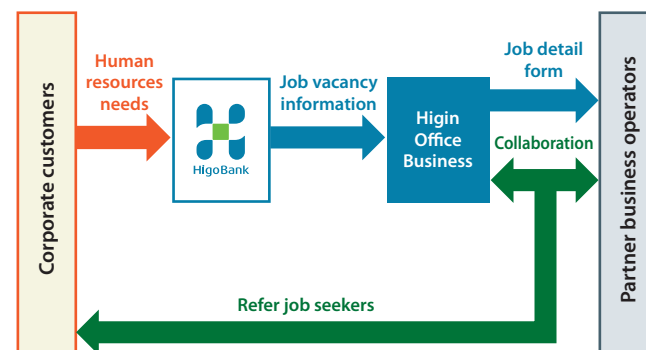 Corporate customers
Human
resources
needs
HigoBank
Job vacancy
information
Higin
Office
Business
Job detail
form
Collaboration
Partner business operators
Refer job seekers